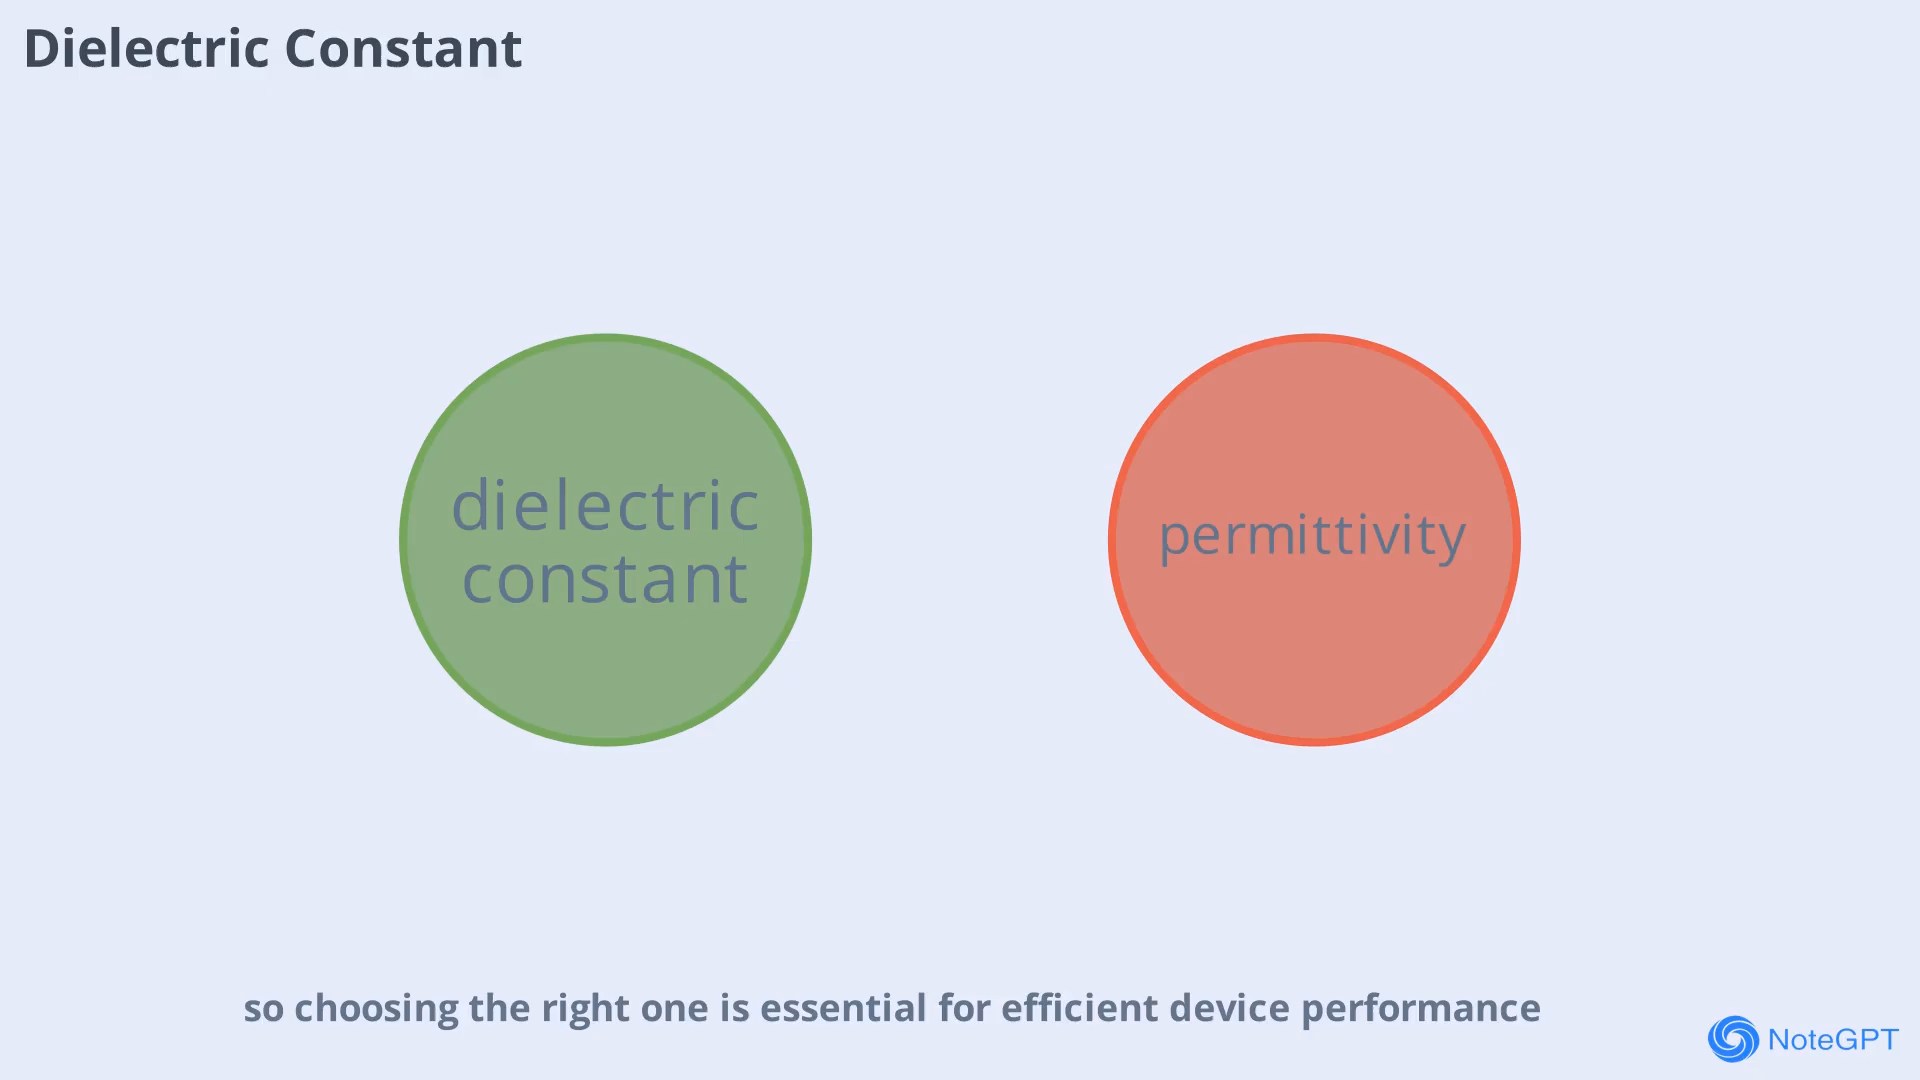 Dielectric Constant
dielectric
constant
permittivity
so choosing the right one is essential for efficient device performance
NoteGPT